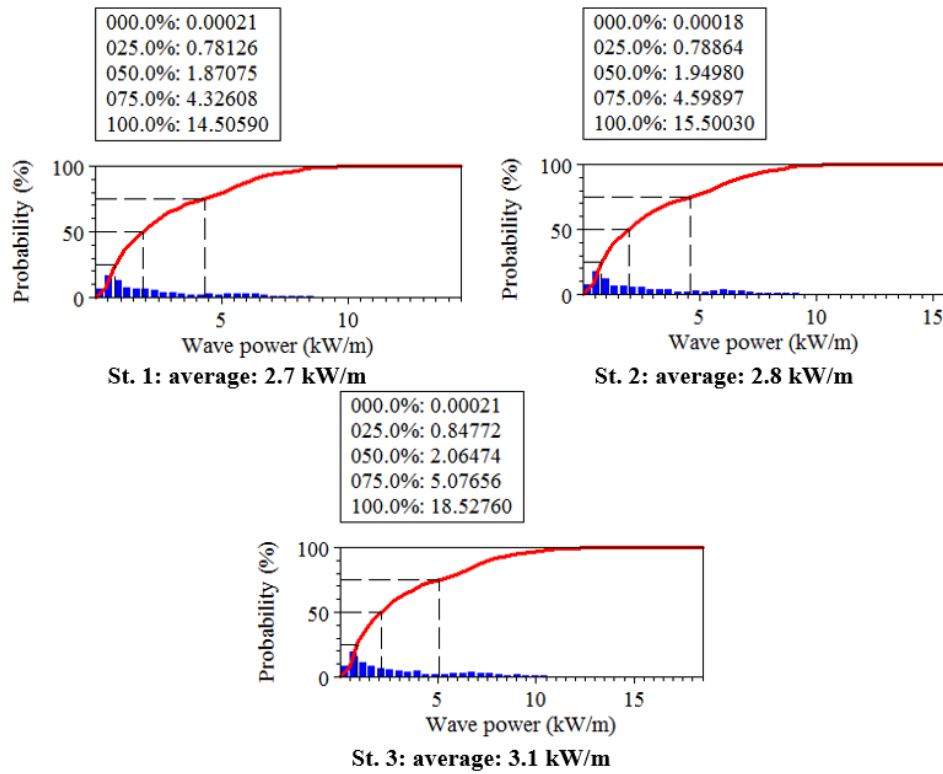 000.0%: 0.00021
025.0%: 0.78126
050.0%: 1.87075
075.0%: 4.32608
100.0%: 14.50590
100
50
0
Probability (%)
5 10
Wave power (kW/m)
St. 1: average: 2.7 kW/m
000.0%: 0.00018
025.0%: 0.78864
050.0%: 1.94980
075.0%: 4.59897
100.0%: 15.50030
100
50
0
Probability (%)
5 10 15
Wave power (kW/m)
St. 2: average: 2.8 kW/m
000.0%: 0.00021
025.0%: 0.84772
050.0%: 2.06474
075.0%: 5.07656
100.0%: 18.52760
100
50
0
Probability (%)
5 10 15
Wave power (kW/m)
St. 3: average: 3.1 kW/m